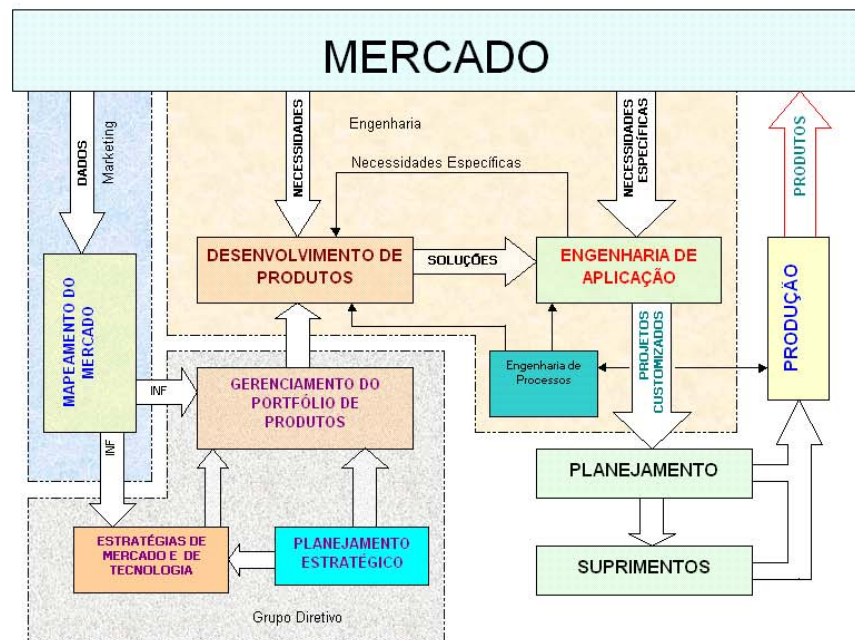 MERCADO
DADOS
Marketing
NECESSIDADES
Engenharia
Necessidades Específicas
NECESSIDADES
ESPECÍFICAS
PRODUTOS
MAPEAMENTO DO
MERCADO
DESENVOLVIMENTO DE
PRODUTOS
SOLUÇÕES
ENGENHARIA DE
APLICAÇÃO
PRODUÇÃO
Engenharia de
Processos
PROJETOS
CUSTOMIZADOS
INF
GERENCIAMENTO DO
PORTFÓLIO DE
PRODUTOS
INF
PLANEJAMENTO
ESTRATÉGIAS DE
MERCADO E DE
TECNOLOGIA
PLANEJAMENTO
ESTRATÉGICO
SUPRIMENTOS
Grupo Diretivo